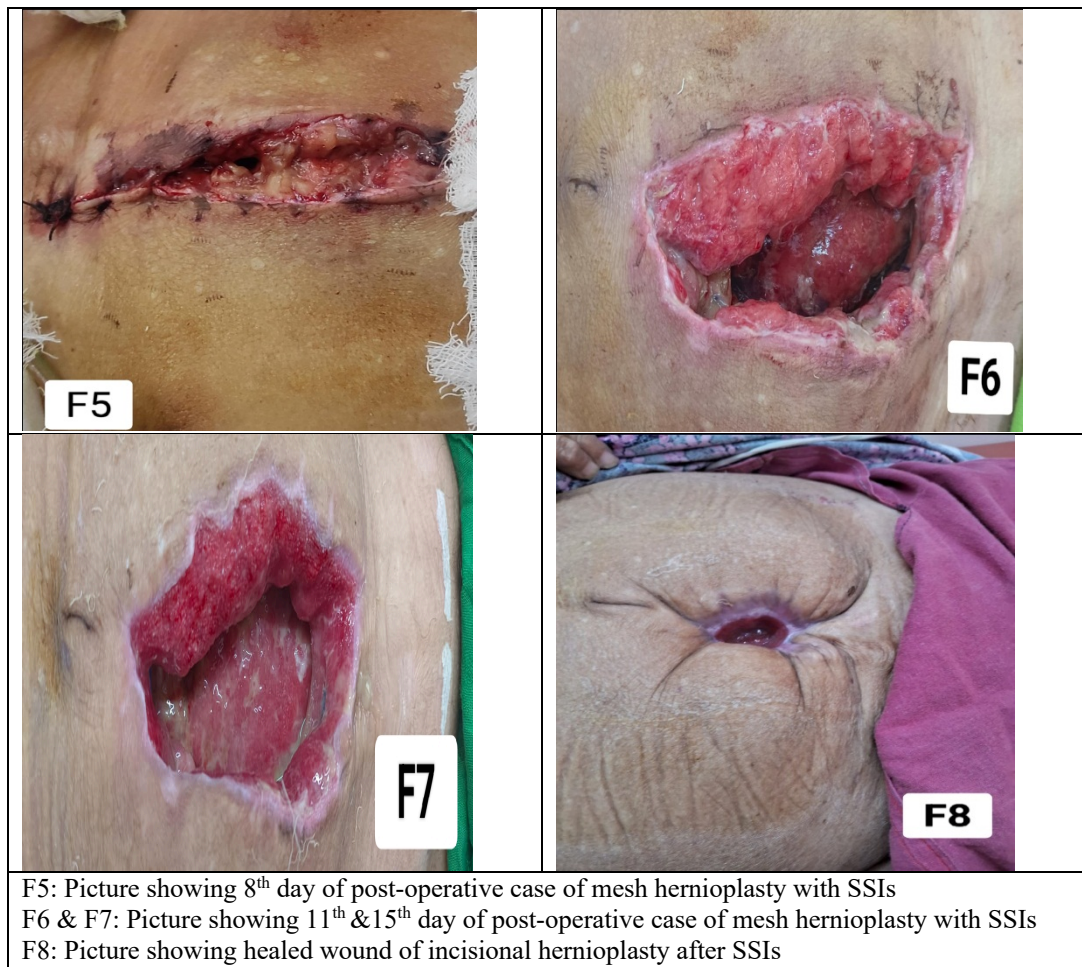 F5
F6
F7
F8
F5: Picture showing 8th day of post-operative case of mesh hernioplasty with SSIs
F6 & F7: Picture showing 11th &15th day of post-operative case of mesh hernioplasty with SSIs
F8: Picture showing healed wound of incisional hernioplasty after SSIs